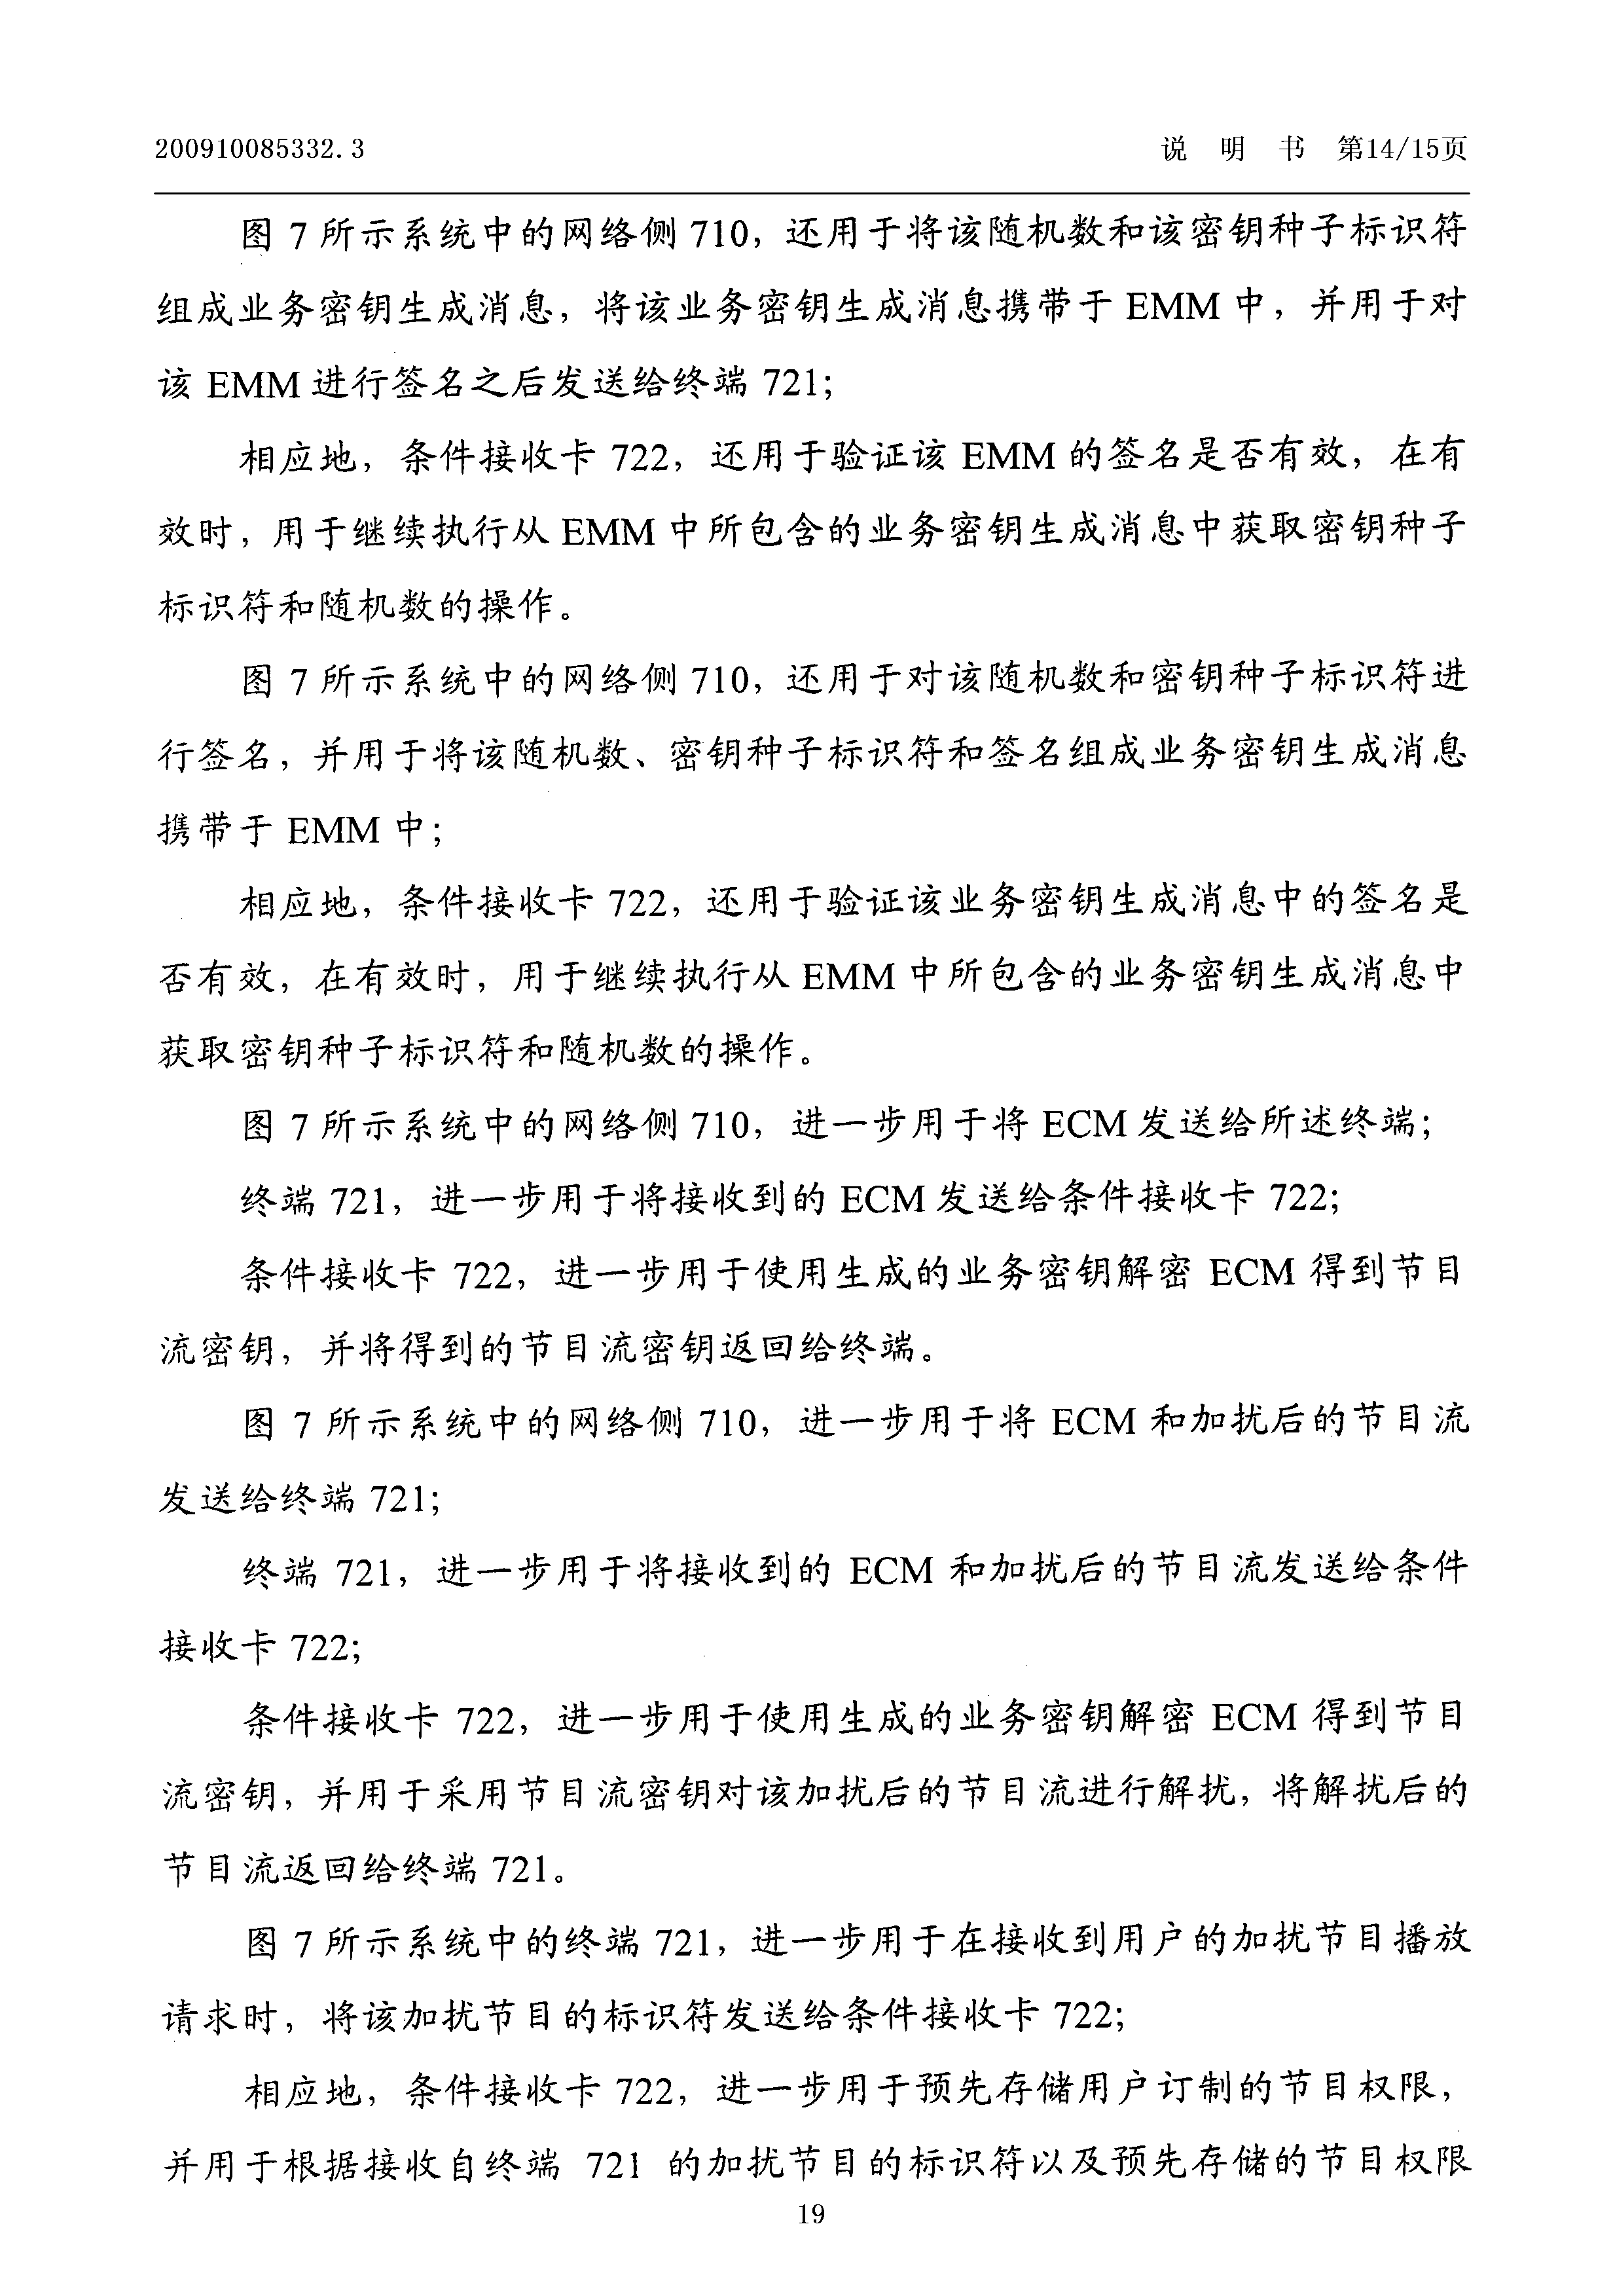 200910085332.3
说 明 书 第14/15页
图 7 所示系统中的网络侧 710，还用于将该随机数和该密钥种子标识符
组成业务密钥生成消息，将该业务密钥生成消息携带于 EMM 中，并用于对
该 EMM 进行签名之后发送给终端 721；
相应地，条件接收卡 722，还用于验证该 EMM 的签名是否有效，在有
效时，用于继续执行从 EMM 中所包含的业务密钥生成消息中获取密钥种子
标识符和随机数的操作。
图 7 所示系统中的网络侧 710，还用于对该随机数和密钥种子标识符进
行签名，并用于将该随机数、密钥种子标识符和签名组成业务密钥生成消息
携带于 EMM 中；
相应地，条件接收卡 722，还用于验证该业务密钥生成消息中的签名是
否有效，在有效时，用于继续执行从 EMM 中所包含的业务密钥生成消息中
获取密钥种子标识符和随机数的操作。
图 7 所示系统中的网络侧 710，进一步用于将 ECM 发送给所述终端；
终端 721，进一步用于将接收到的 ECM 发送给条件接收卡 722；
条件接收卡 722，进一步用于使用生成的业务密钥解密 ECM 得到节目
流密钥，并将得到的节目流密钥返回给终端。
图 7 所示系统中的网络侧 710，进一步用于将 ECM 和加扰后的节目流
发送给终端 721；
终端 721，进一步用于将接收到的 ECM 和加扰后的节目流发送给条件
接收卡 722；
条件接收卡 722，进一步用于使用生成的业务密钥解密 ECM 得到节目
流密钥，并用于采用节目流密钥对该加扰后的节目流进行解扰，将解扰后的
节目流返回给终端 721。
图 7 所示系统中的终端 721，进一步用于在接收到用户的加扰节目播放
请求时，将该加扰节目的标识符发送给条件接收卡 722；
相应地，条件接收卡 722，进一步用于预先存储用户订制的节目权限，
并用于根据接收自终端 721 的加扰节目的标识符以及预先存储的节目权限
19